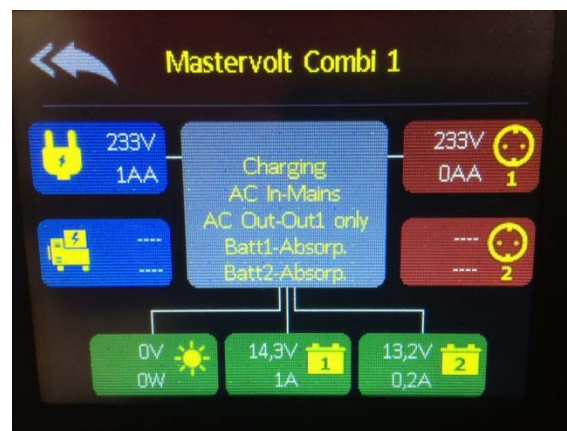 Mastervolt Combi 1
233V
1AA
Charging
AC In-Mains
AC Out-Out1 only
Batt1-Absorp.
Batt2-Absorp.
233V
0AA
1
----
----
----
----
2
0V
0W
14,3V
1A
1
13,2V
0,2A
2